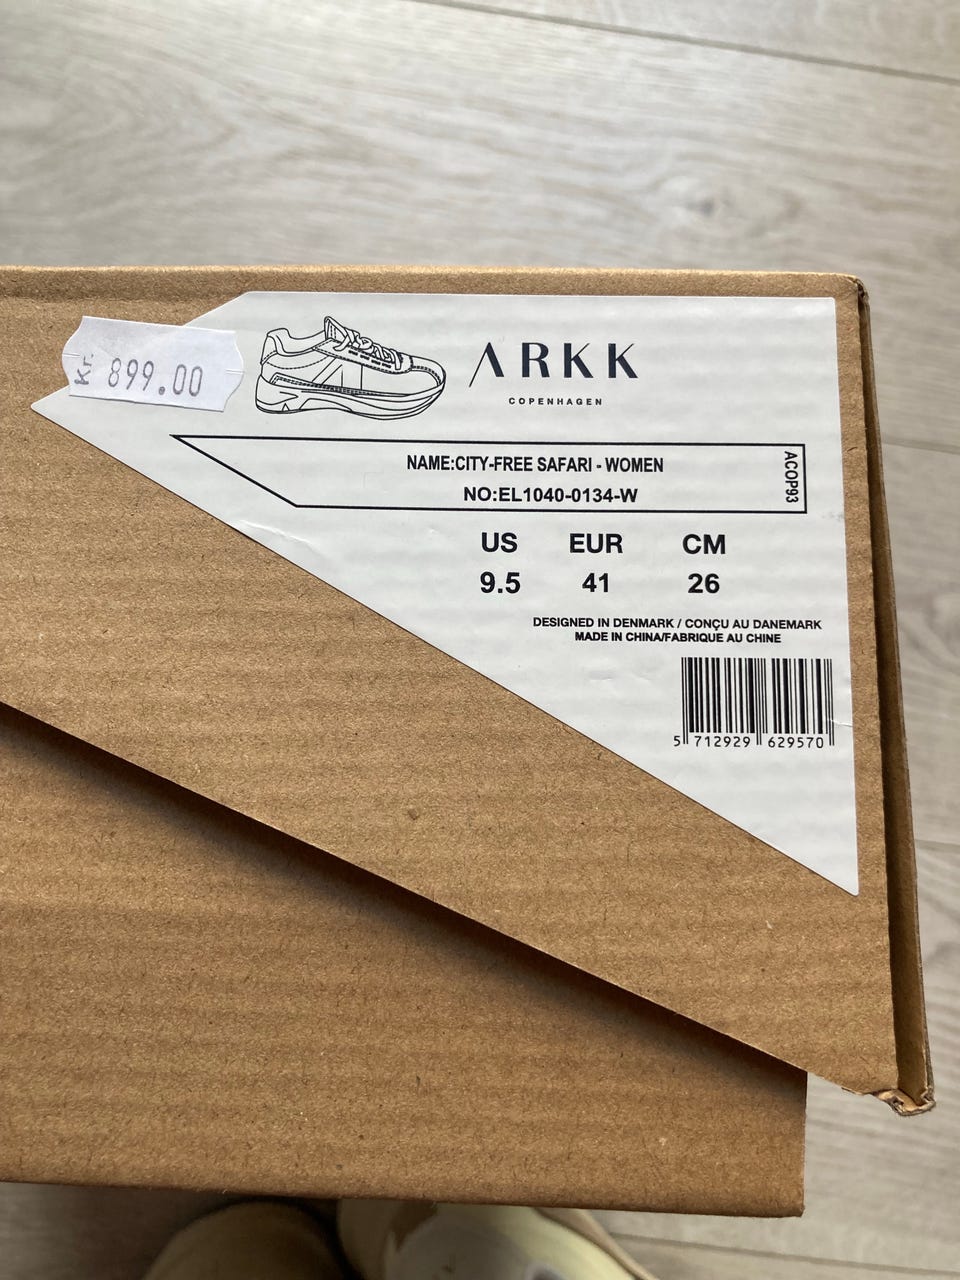 Kr. 899.00
ARKK
COPENHAGEN
NAME:CITY-FREE SAFARI - WOMEN
NO:EL1040-0134-W
ACOP93
US EUR CM
9.5 41 26
DESIGNED IN DENMARK / CONÇU AU DANEMARK
MADE IN CHINA/FABRIQUE AU CHINE
5 712929 629570